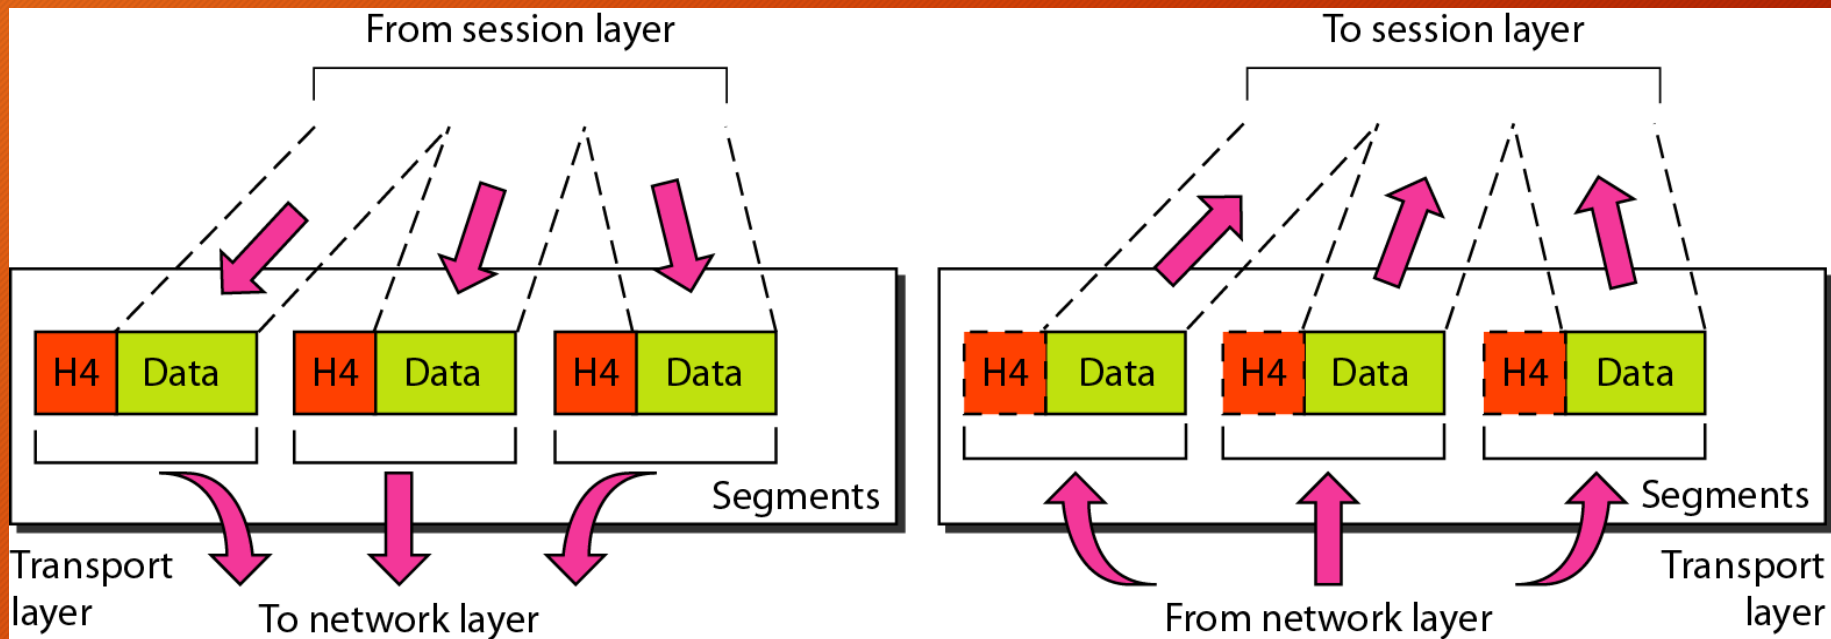 From session layer
H4 Data H4 Data H4 Data
Segments
Transport
layer
To network layer
To session layer
H4 Data H4 Data H4 Data
Segments
Transport
layer
From network layer